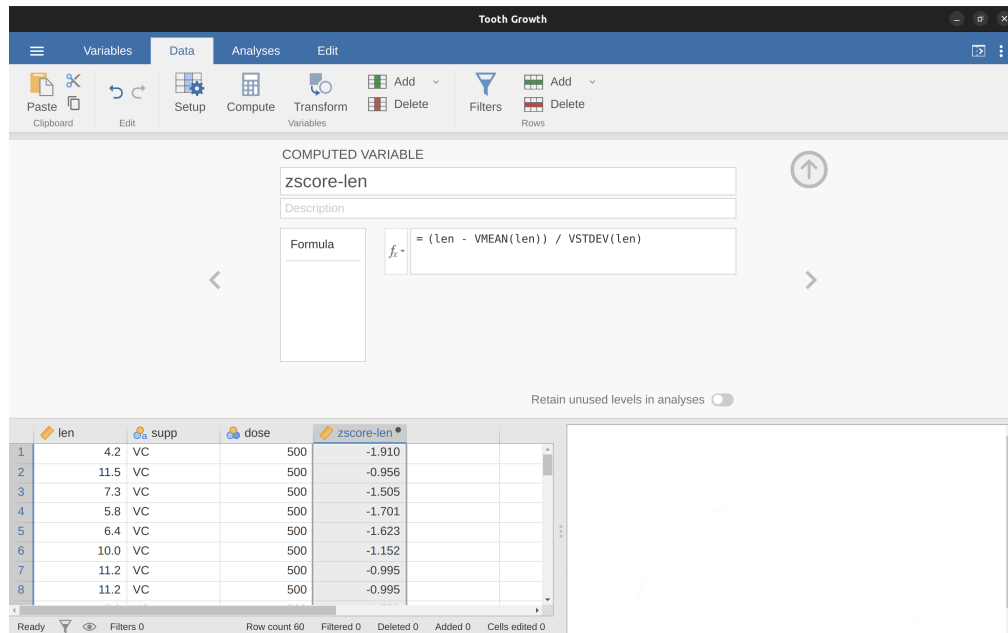 Tooth Growth
Variables Data Analyses Edit
Paste Setup Compute Transform Add Delete Filters Add Delete
Clipboard Edit Variables Rows
COMPUTED VARIABLE
zscore-len
Description
Formula
fx = (len - VMEAN(len)) / VSTDEV(len)
Retain unused levels in analyses
len supp dose zscore-len
1 4.2 VC 500 -1.910
2 11.5 VC 500 -0.956
3 7.3 VC 500 -1.505
4 5.8 VC 500 -1.701
5 6.4 VC 500 -1.623
6 10.0 VC 500 -1.152
7 11.2 VC 500 -0.995
8 11.2 VC 500 -0.995
Ready Filters 0 Row count 60 Filtered 0 Deleted 0 Added 0 Cells edited 0